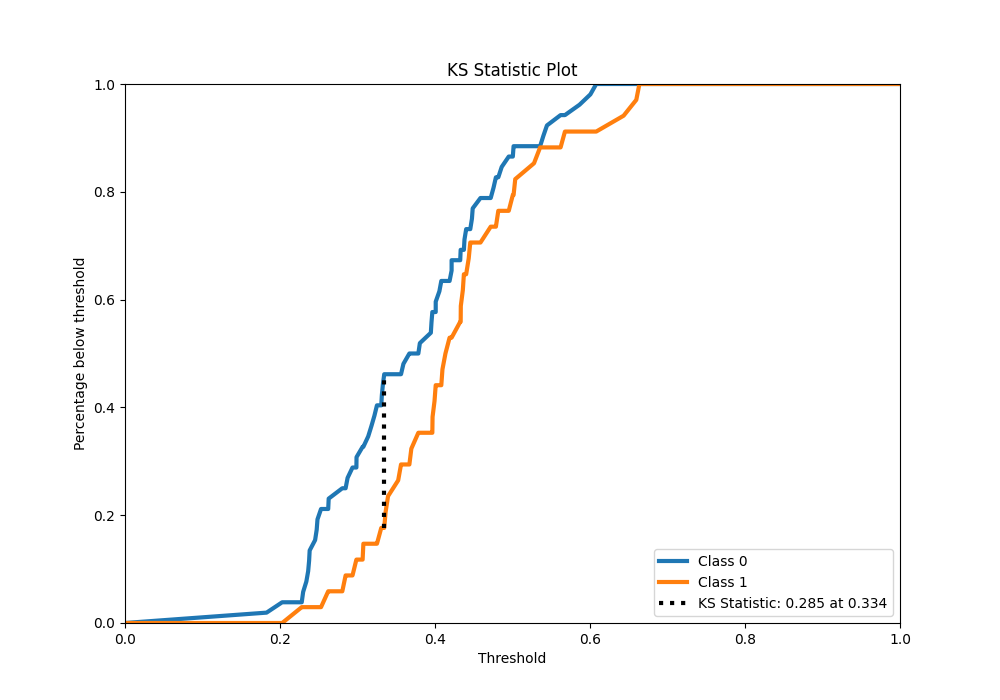 KS Statistic Plot
1.0
0.8
0.6
0.4
0.2
0.0
Percentage below threshold
0.0 0.2 0.4 0.6 0.8 1.0
Threshold
Class 0
Class 1
KS Statistic: 0.285 at 0.334